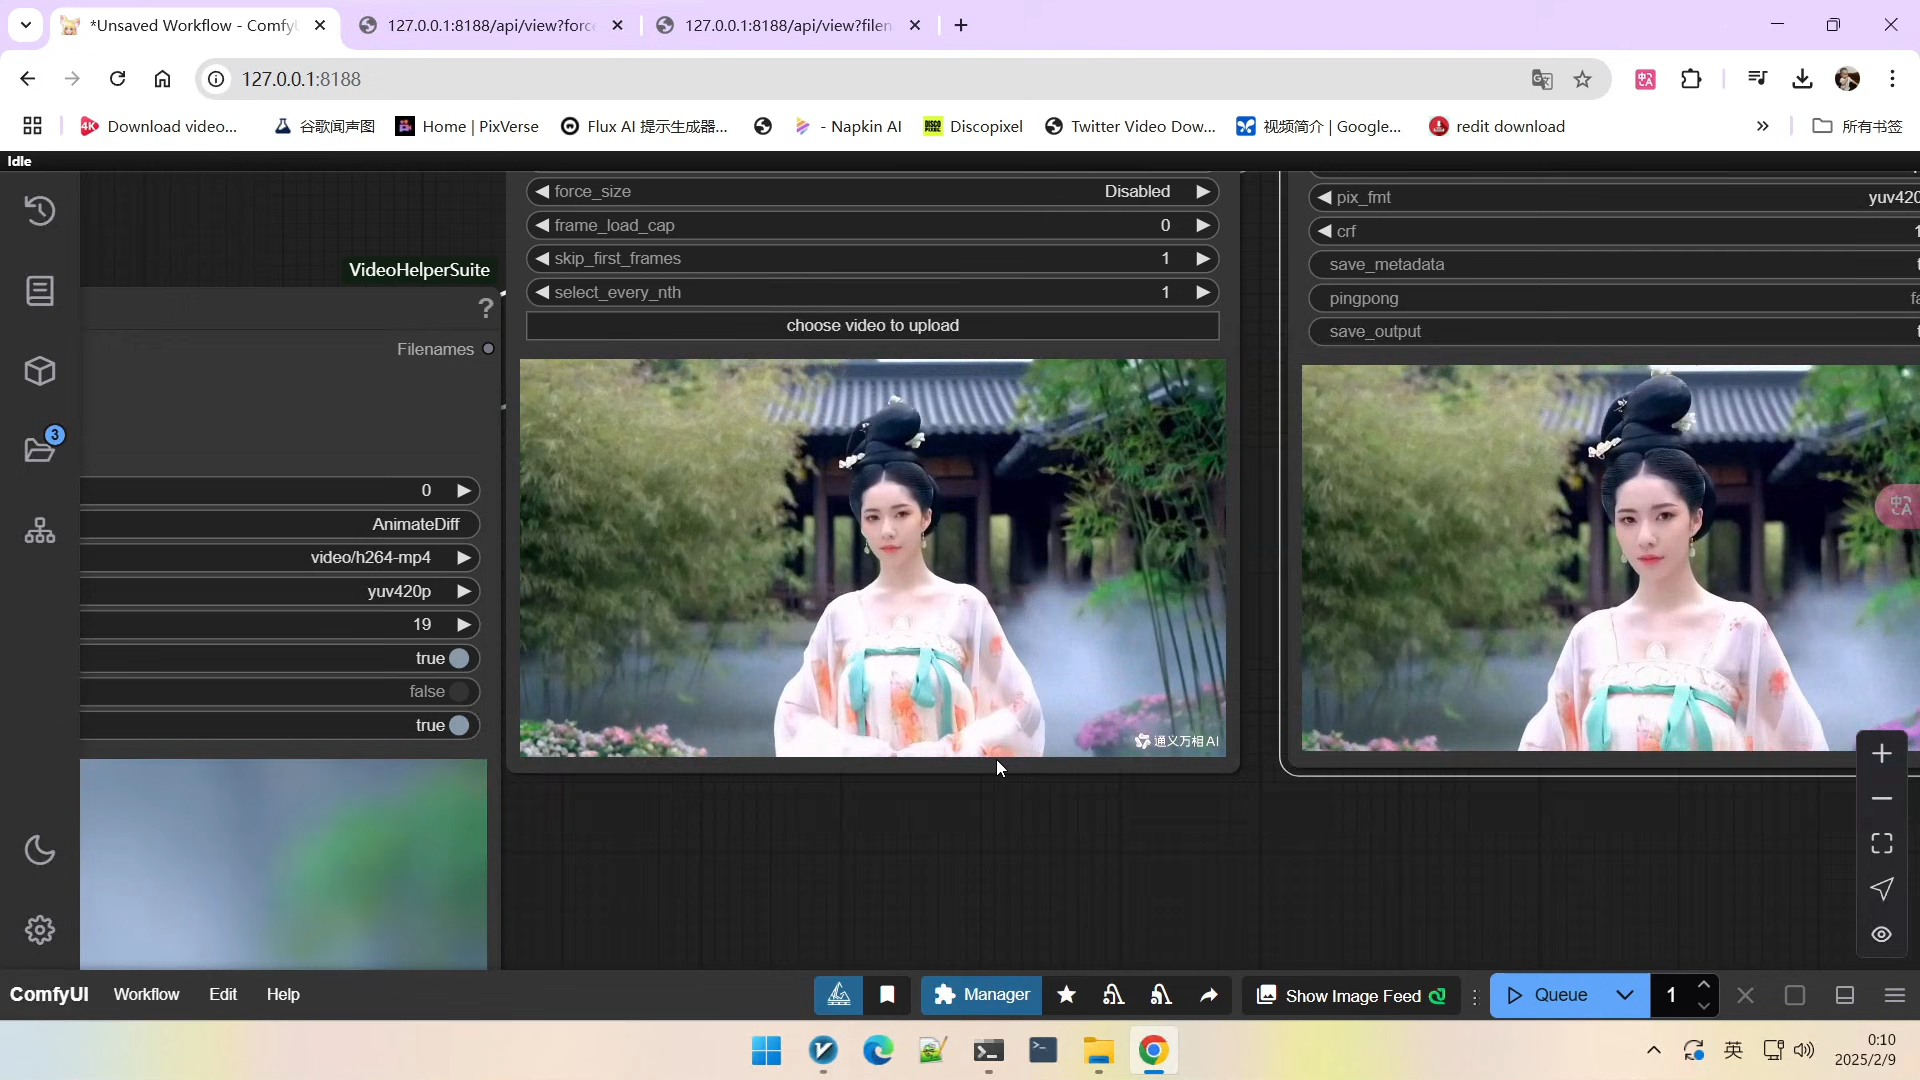 *Unsaved Workflow - Comfy
127.0.0.1:8188/api/view?forc
127.0.0.1:8188/api/view?filen
127.0.0.1:8188
Download video...
谷歌闻声图
Home | PixVerse
Flux AI 提示生成器...
- Napkin AI
Discopixel
Twitter Video Dow...
视频简介 | Google...
redit download
所有书签
Idle
force_size Disabled
frame_load_cap 0
skip_first_frames 1
select_every_nth 1
choose video to upload
pix_fmt yuv420
crf 1
save_metadata
pingpong
save_output
VideoHelperSuite
?
Filenames
3
0
AnimateDiff
video/h264-mp4
yuv420p
19
true
false
true
通义万相 AI
ComfyUI
Workflow
Edit
Help
Manager
Show Image Feed
Queue
1
英
0:10
2025/2/9